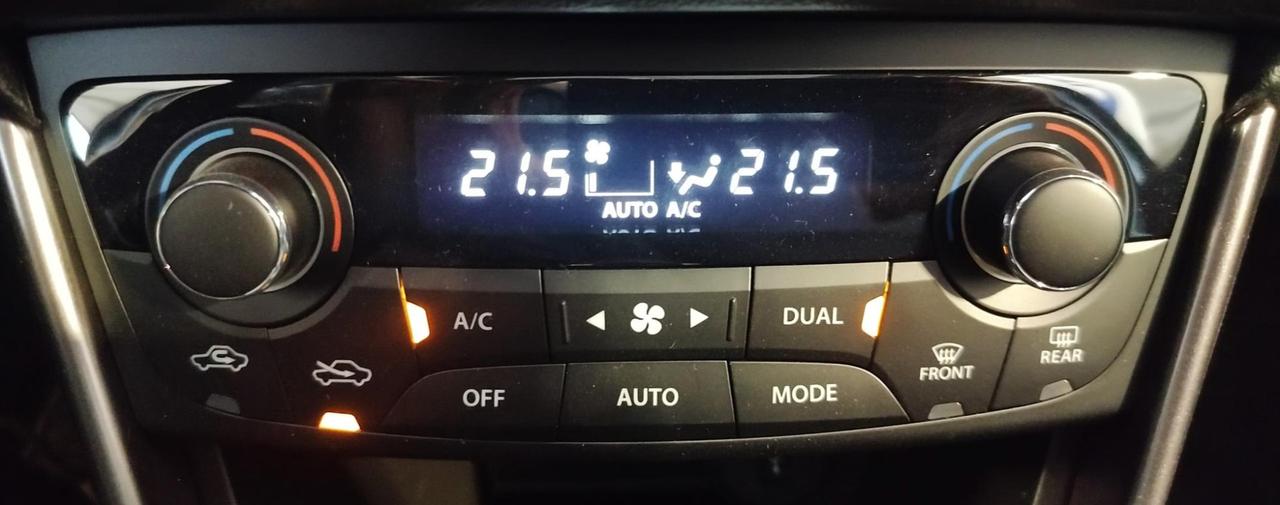 21.5 21.5
AUTO A/C
A/C DUAL
FRONT REAR
OFF AUTO MODE